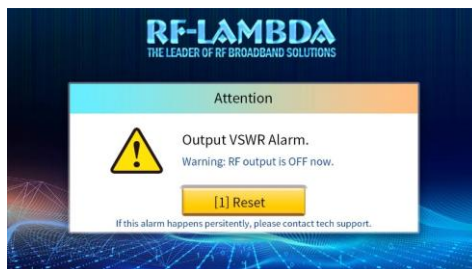 RF-LAMBDA
THE LEADER OF RF BROADBAND SOLUTIONS
Attention
Output VSWR Alarm.
Warning: RF output is OFF now.
[1] Reset
If this alarm happens persitently, please contact tech support.